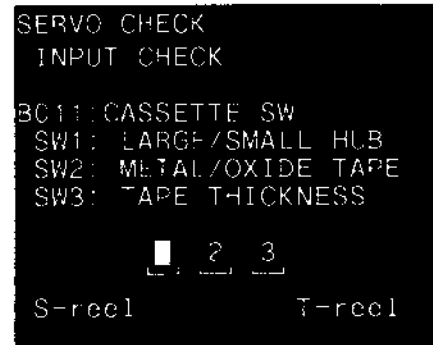 SERVO CHECK
INPUT CHECK
BC11:CASSETTE SW
SW1: LARGE/SMALL HUB
SW2: METAL/OXIDE TAPE
SW3: TAPE THICKNESS
2 3
S-reel T-reel